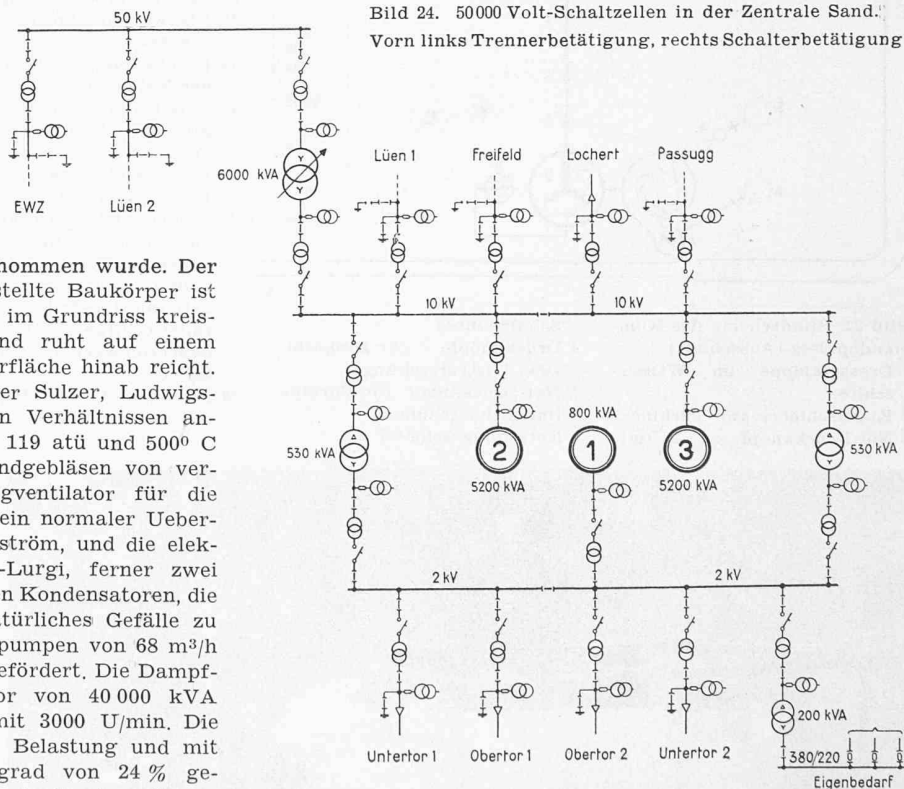 Bild 24. 50000 Volt-Schaltzellen in der Zentrale Sand.
Vorn links Trennerbetätigung, rechts Schalterbetätigung
50 kV
EWZ
Lüen 2
6000 kVA
Y
Y
Lüen 1
Freifeld
Lochert
Passugg
10 kV
10 kV
530 kVA
2
5200 kVA
800 kVA
1
3
5200 kVA
530 kVA
2 kV
2 kV
Untertor 1
Obertor 1
Obertor 2
Untertor 2
200 kVA
380/220
Eigenbedarf
nommen wurde. Der
stellte Baukörper ist
im Grundriss kreis-
nd ruht auf einem
rfläche hinab reicht.
er Sulzer, Ludwigs-
n Verhältnissen an-
119 atü und 500⁰ C
ndgebläsen von ver-
gventilator für die
ein normaler Ueber-
ström, und die elek-
-Lurgi, ferner zwei
n Kondensatoren, die
türliches Gefälle zu
pumpen von 68 m³/h
efördert. Die Dampf-
or von 40 000 kVA
mit 3000 U/min. Die
Belastung und mit
grad von 24 % ge-